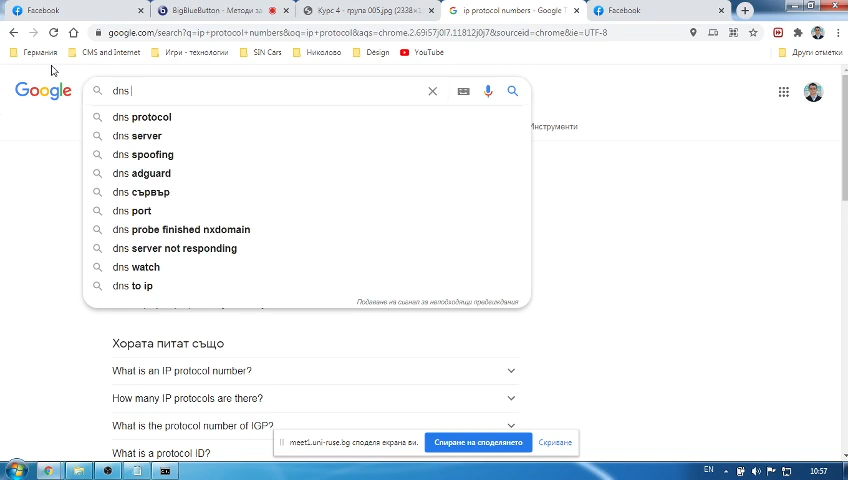 Facebook
BigBlueButton - Методи за
Курс 4 - група 005.jpg (2338×1
ip protocol numbers - Google T
Facebook
google.com/search?q=ip+protocol+numbers&oq=ip+protocol&aqs=chrome.2.69i57j0l7.11812j0j7&sourceid=chrome&ie=UTF-8
Германия
CMS and Internet
Игри - технологии
SIN Cars
Николово
Design
YouTube
Други отметки
Google
dns
Инструменти
dns protocol
dns server
dns spoofing
dns adguard
dns сървър
dns port
dns probe finished nxdomain
dns server not responding
dns watch
dns to ip
Подаване на сигнал за неподходящи предвиждания
Хората питат също
What is an IP protocol number?
How many IP protocols are there?
What is the protocol number of IGP?
What is a protocol ID?
meet1.uni-ruse.bg споделя екрана ви.
Спиране на споделянето
Скриване
EN
10:57